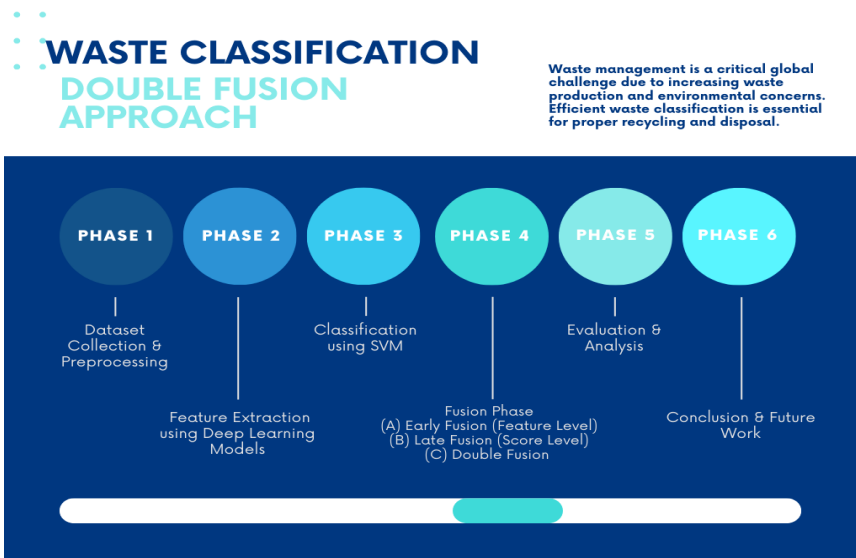 WASTE CLASSIFICATION
DOUBLE FUSION
APPROACH
Waste management is a critical global
challenge due to increasing waste
production and environmental concerns.
Efficient waste classification is essential
for proper recycling and disposal.
PHASE 1
PHASE 2
PHASE 3
PHASE 4
PHASE 5
PHASE 6
Dataset
Collection &
Preprocessing
Feature Extraction
using Deep Learning
Models
Classification
using SVM
Fusion Phase
(A) Early Fusion (Feature Level)
(B) Late Fusion (Score Level)
(C) Double Fusion
Evaluation &
Analysis
Conclusion & Future
Work